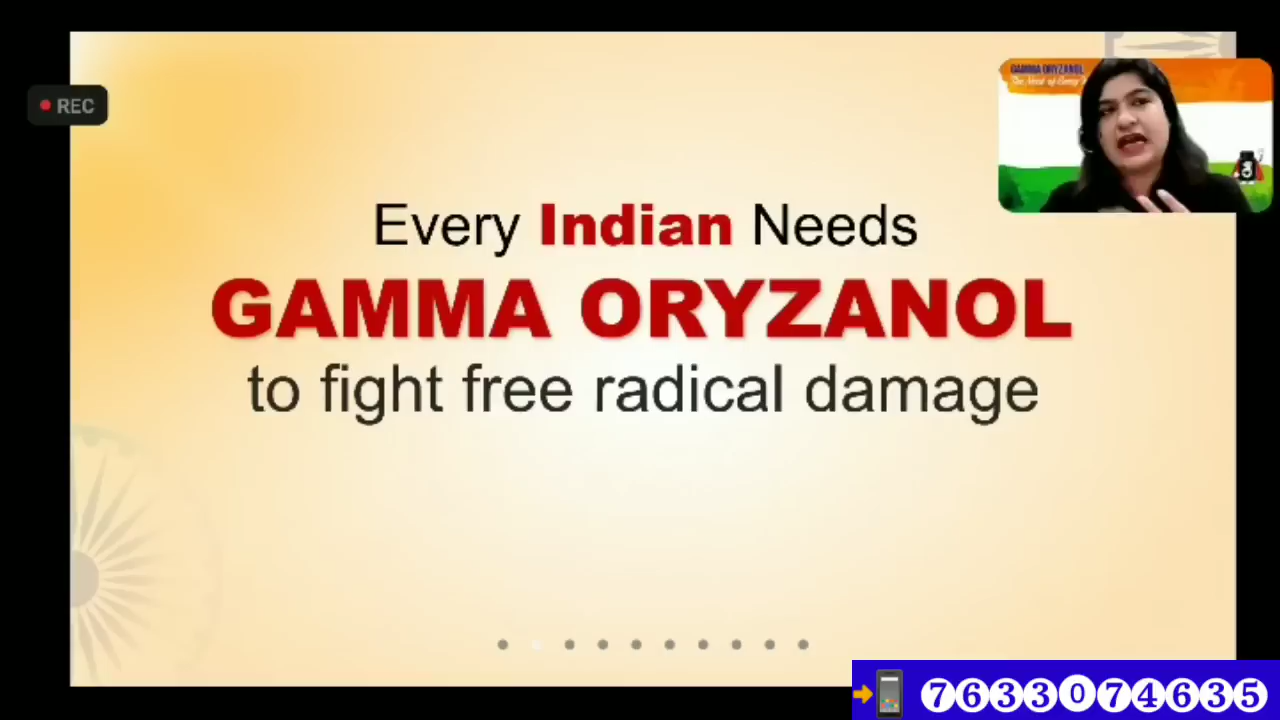 REC
GAMMA ORYZANOL
Every Indian Needs
GAMMA ORYZANOL
to fight free radical damage
7633074635